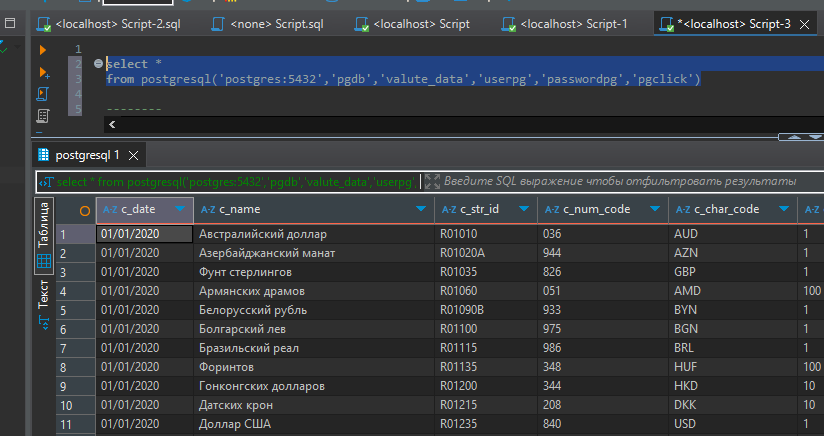 <localhost> Script-2.sql <none> Script.sql <localhost> Script <localhost> Script-1 *<localhost> Script-3
1
2 select *
3 from postgresql('postgres:5432','pgdb','valute_data','userpg','passwordpg','pgclick')
4
5 --------
postgresql 1
select * from postgresql('postgres:5432','pgdb','valute_data','userpg', Введите SQL выражение чтобы отфильтровать результаты
Таблица
Текст
A-Z c_date A-Z c_name A-Z c_str_id A-Z c_num_code A-Z c_char_code
1 01/01/2020 Австралийский доллар R01010 036 AUD 1
2 01/01/2020 Азербайджанский манат R01020A 944 AZN 1
3 01/01/2020 Фунт стерлингов R01035 826 GBP 1
4 01/01/2020 Армянских драмов R01060 051 AMD 100
5 01/01/2020 Белорусский рубль R01090B 933 BYN 1
6 01/01/2020 Болгарский лев R01100 975 BGN 1
7 01/01/2020 Бразильский реал R01115 986 BRL 1
8 01/01/2020 Форинтов R01135 348 HUF 100
9 01/01/2020 Гонконгских долларов R01200 344 HKD 10
10 01/01/2020 Датских крон R01215 208 DKK 10
11 01/01/2020 Доллар США R01235 840 USD 1